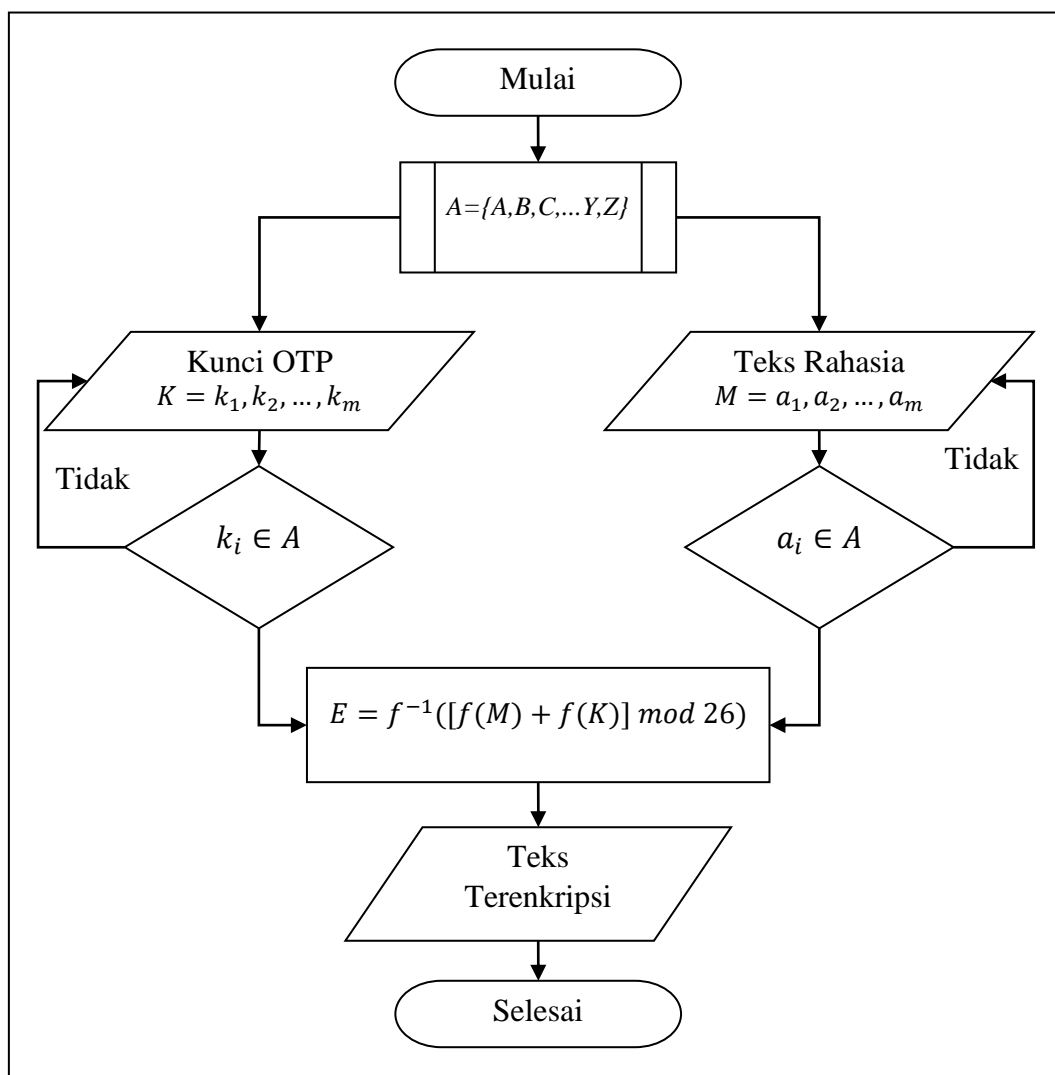 Mulai
A={A,B,C,...Y,Z}
Kunci OTP
K = k₁, k₂, … , kₘ
Teks Rahasia
M = a₁, a₂, … , aₘ
Tidak
Tidak
kᵢ ∈ A
aᵢ ∈ A
E = f⁻¹([f(M) + f(K)] mod 26)
Teks
Terenkripsi
Selesai